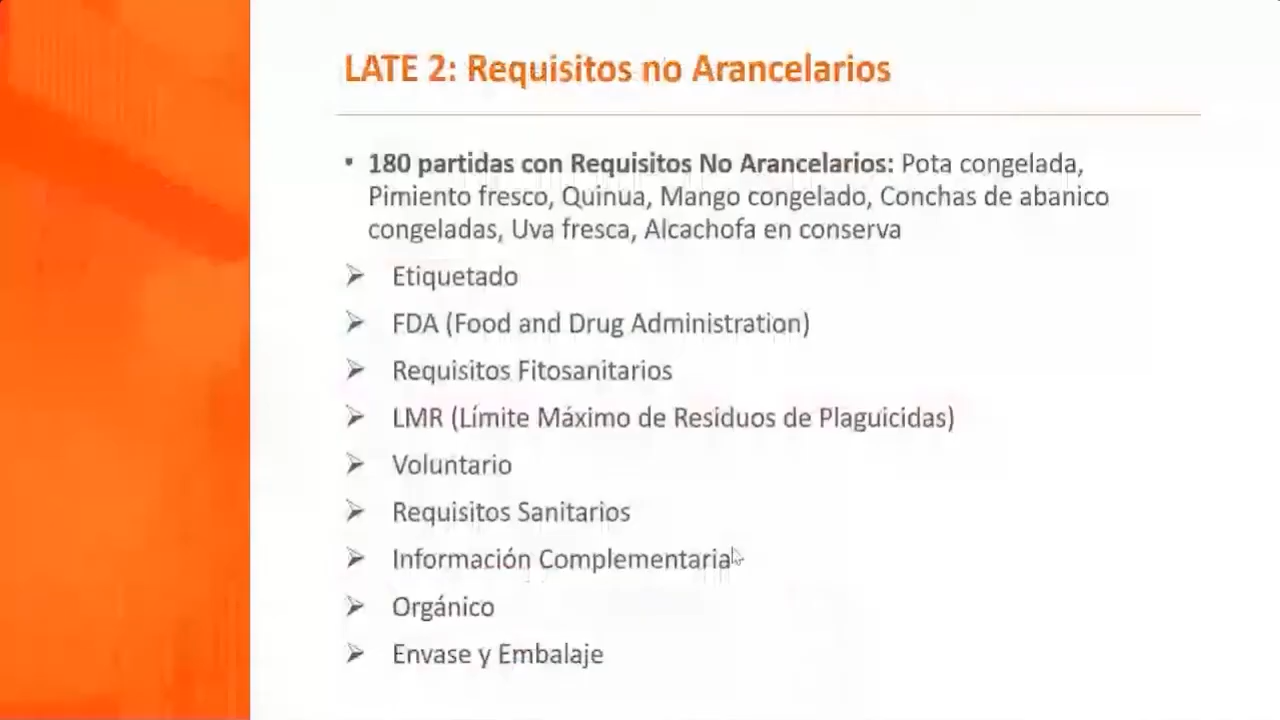 LATE 2: Requisitos no Arancelarios
• 180 partidas con Requisitos No Arancelarios: Pota congelada,
Pimiento fresco, Quinua, Mango congelado, Conchas de abanico
congeladas, Uva fresca, Alcachofa en conserva
➢ Etiquetado
➢ FDA (Food and Drug Administration)
➢ Requisitos Fitosanitarios
➢ LMR (Límite Máximo de Residuos de Plaguicidas)
➢ Voluntario
➢ Requisitos Sanitarios
➢ Información Complementaria
➢ Orgánico
➢ Envase y Embalaje